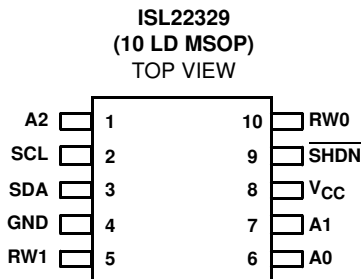 ISL22329
(10 LD MSOP)
TOP VIEW
A2 1 10 RW0
SCL 2 9 SHDN
SDA 3 8 VCC
GND 4 7 A1
RW1 5 6 A0